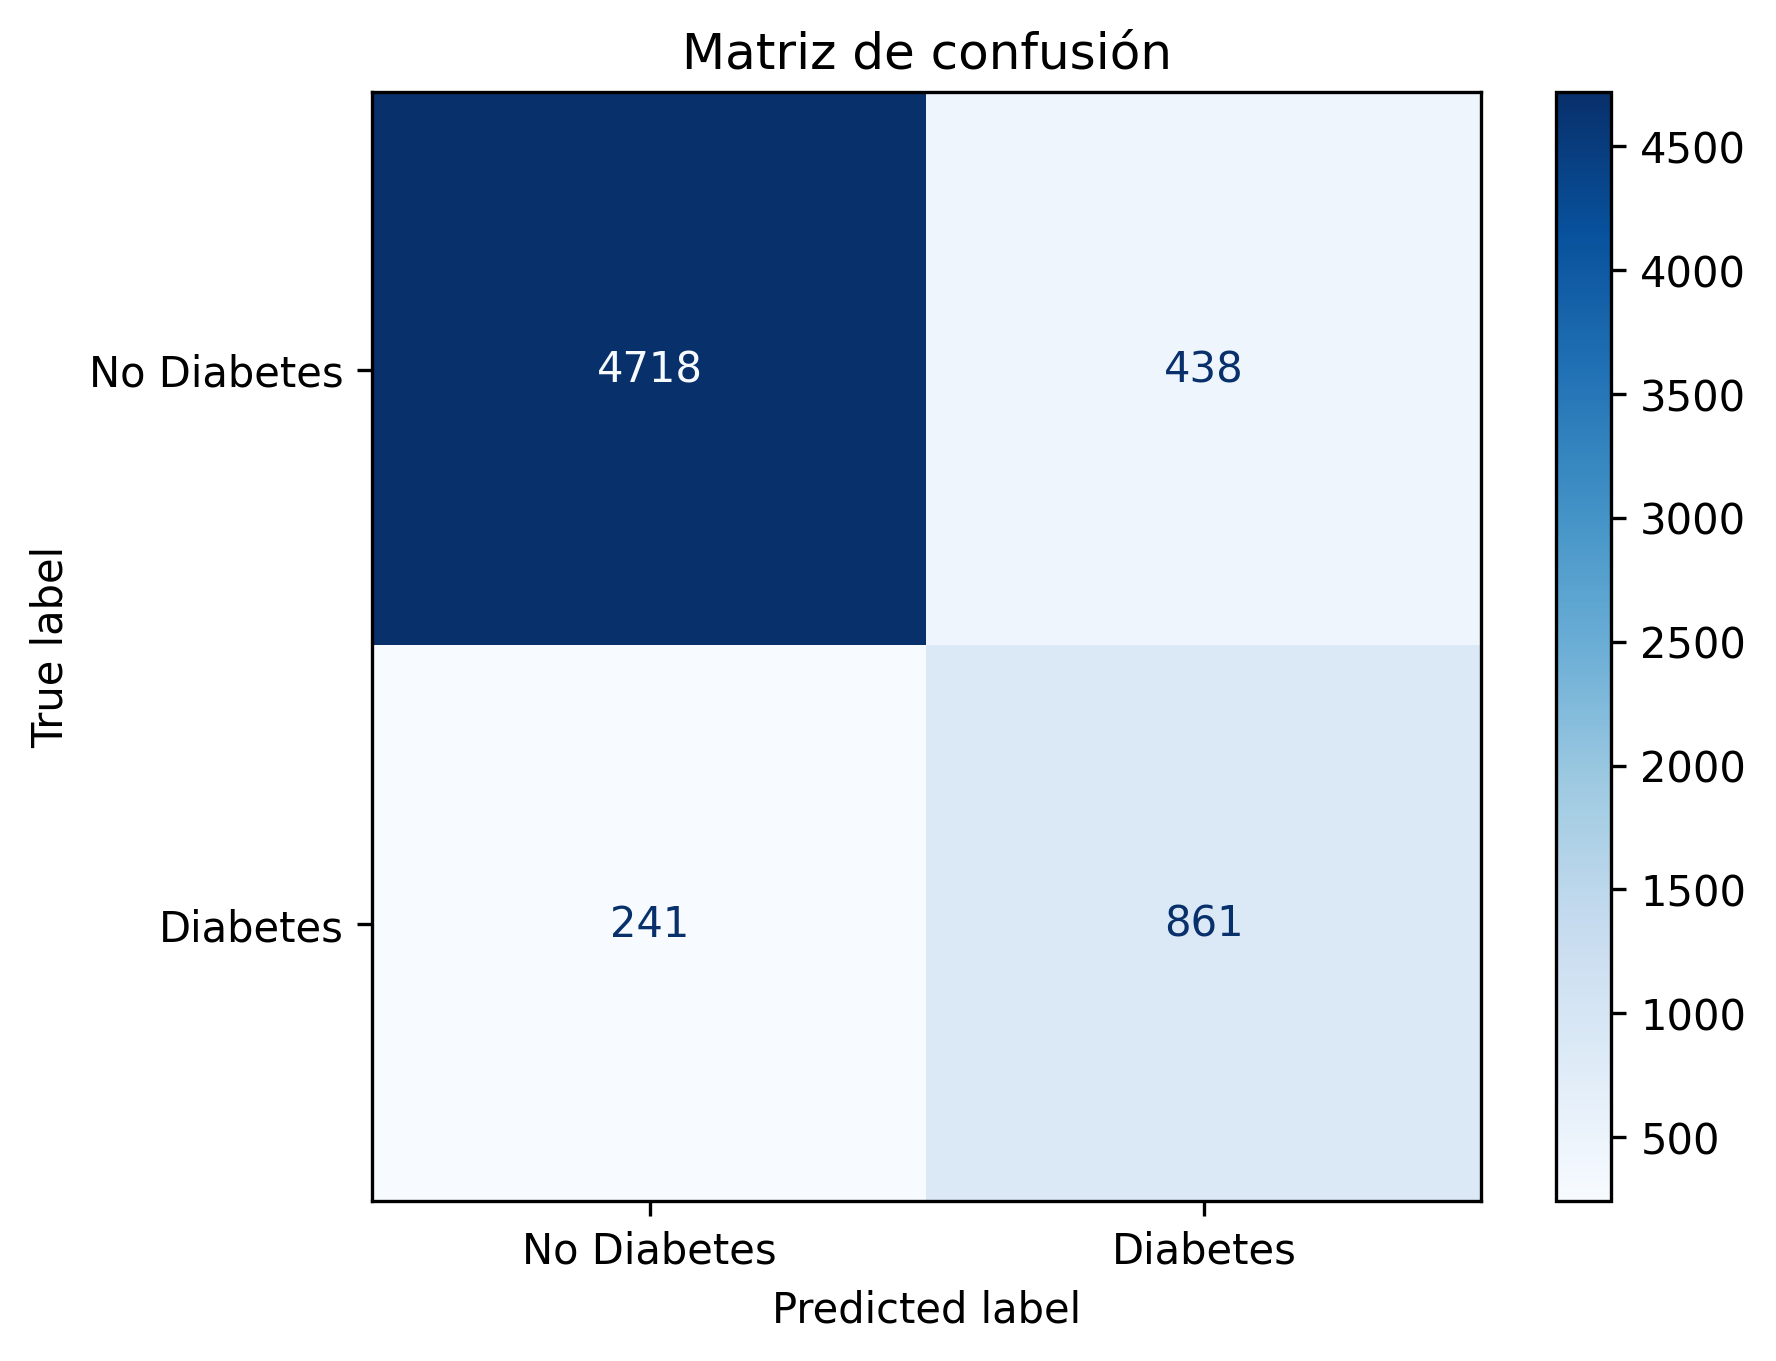 Matriz de confusión
No Diabetes
Diabetes
True label
4718
438
241
861
No Diabetes
Diabetes
Predicted label
4500
4000
3500
3000
2500
2000
1500
1000
500